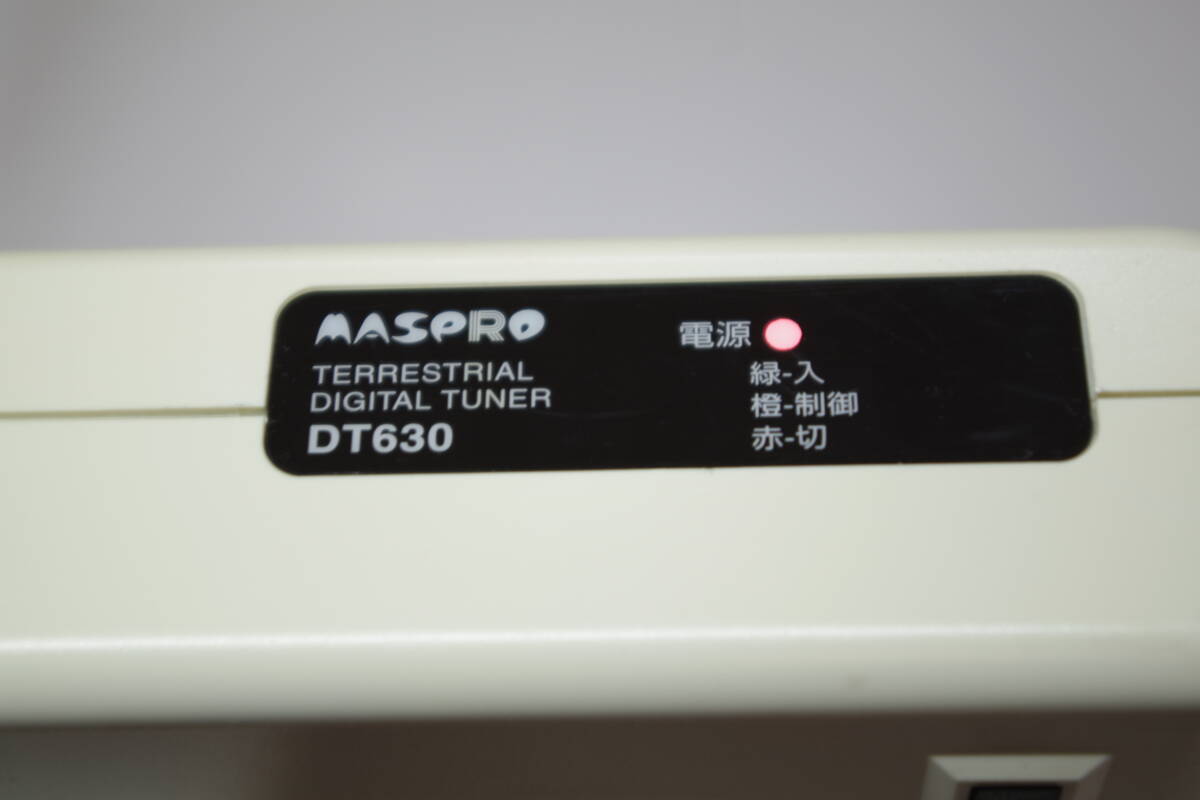 MASPRO
TERRESTRIAL
DIGITAL TUNER
DT630
電源
緑-入
橙-制御
赤-切